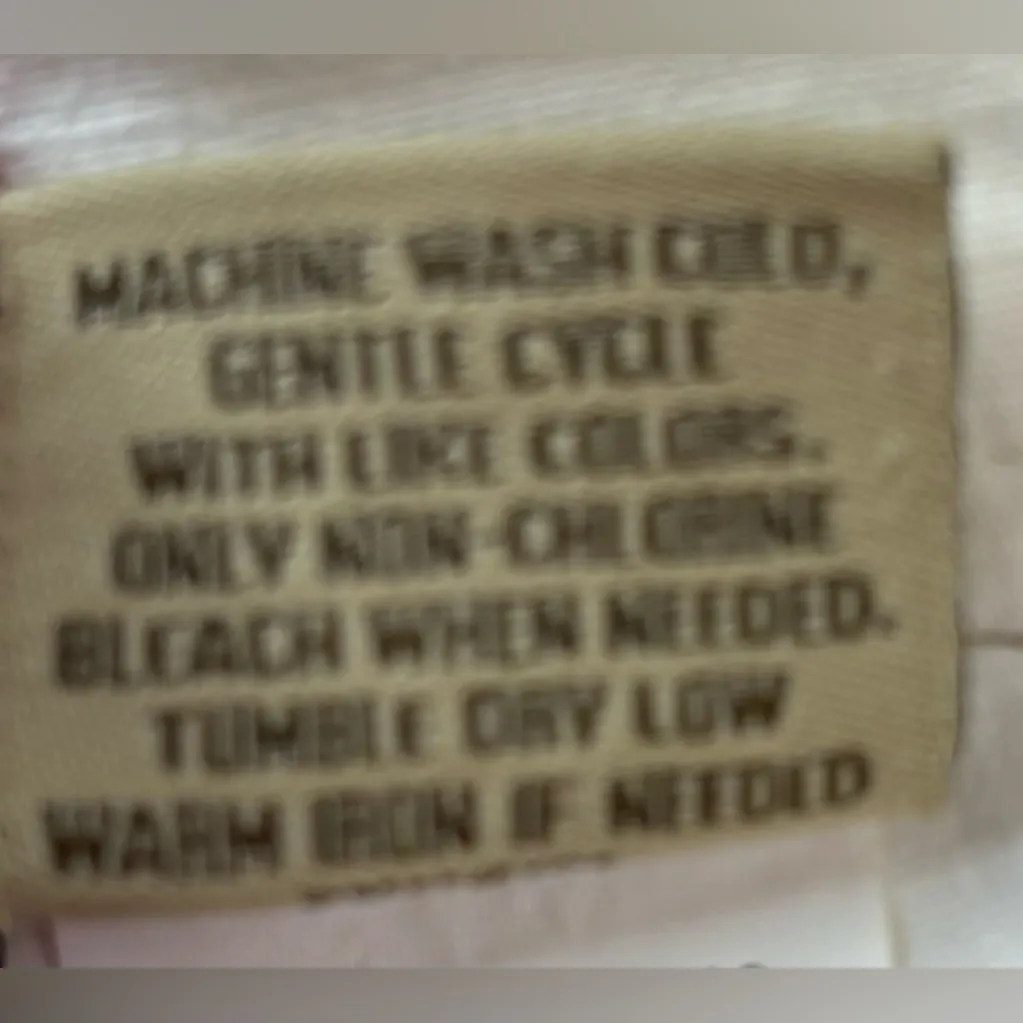 MACHINE WASH COLD,
GENTLE CYCLE
WITH LIKE COLORS.
ONLY NON-CHLORINE
BLEACH WHEN NEEDED.
TUMBLE DRY LOW
WARM IRON IF NEEDED